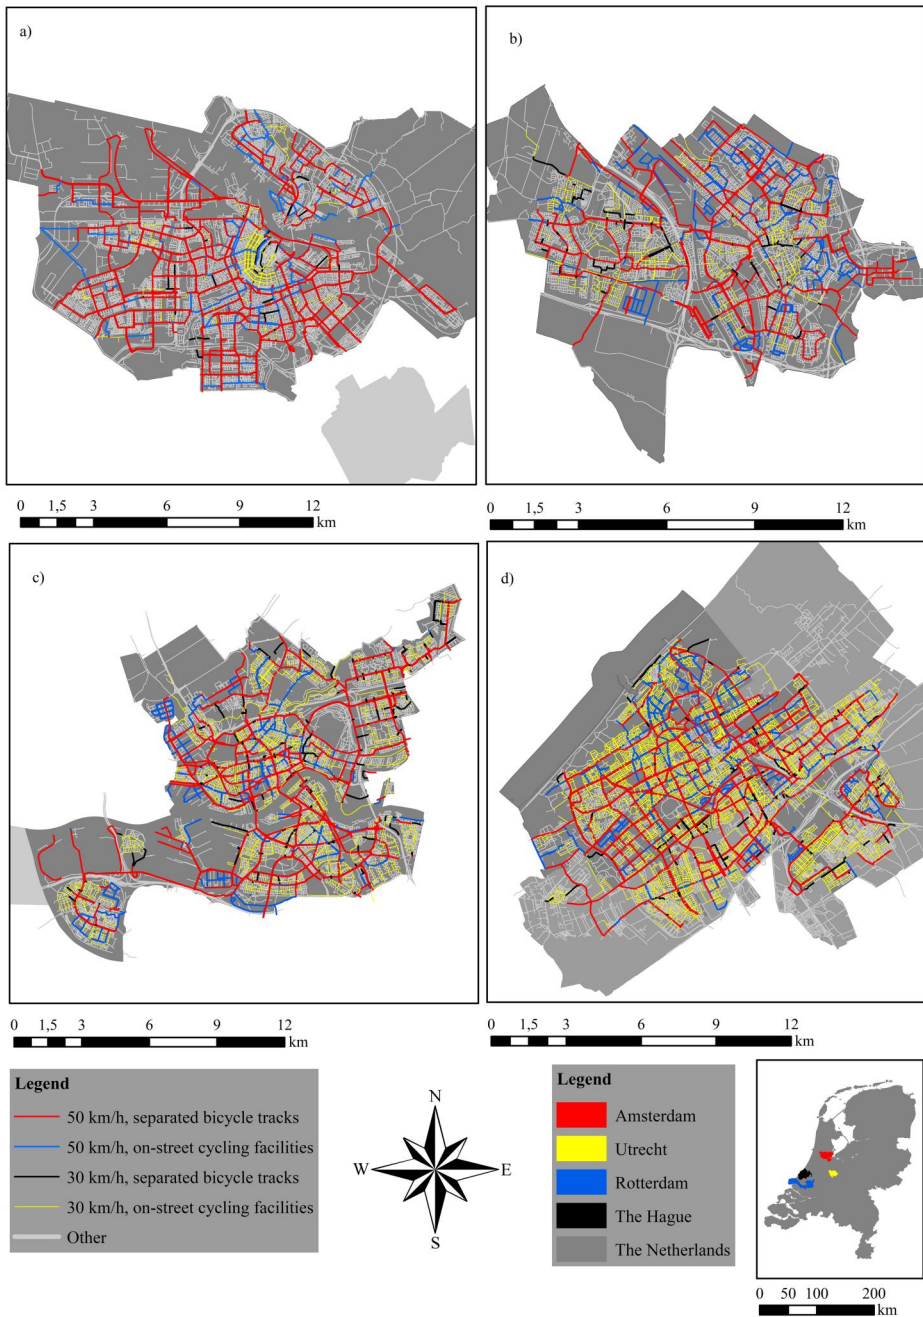 a)
b)
0 1,5 3 6 9 12
km
0 1,5 3 6 9 12
km
c)
d)
0 1,5 3 6 9 12
km
0 1,5 3 6 9 12
km
Legend
50 km/h, separated bicycle tracks
50 km/h, on-street cycling facilities
30 km/h, separated bicycle tracks
30 km/h, on-street cycling facilities
Other
N
W E
S
Legend
Amsterdam
Utrecht
Rotterdam
The Hague
The Netherlands
0 50 100 200
km